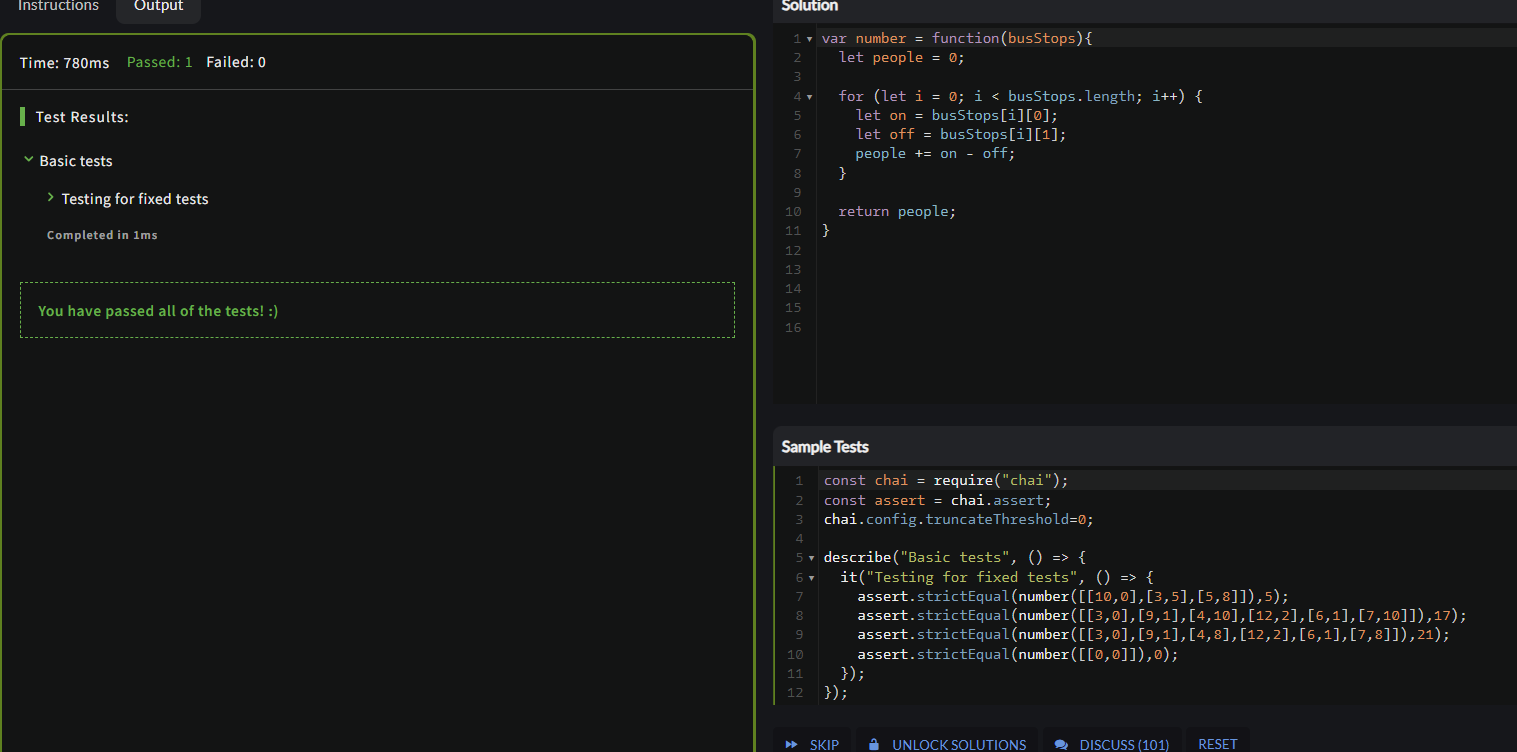 Instructions
Output
Time: 780ms Passed: 1 Failed: 0
Test Results:
Basic tests
Testing for fixed tests
Completed in 1ms
You have passed all of the tests! :)
Solution
1 var number = function(busStops){
2 let people = 0;
3
4 for (let i = 0; i < busStops.length; i++) {
5 let on = busStops[i][0];
6 let off = busStops[i][1];
7 people += on - off;
8 }
9
10 return people;
11 }
12
13
14
15
16
Sample Tests
1 const chai = require("chai");
2 const assert = chai.assert;
3 chai.config.truncateThreshold=0;
4
5 describe("Basic tests", () => {
6 it("Testing for fixed tests", () => {
7 assert.strictEqual(number([[10,0],[3,5],[5,8]]),5);
8 assert.strictEqual(number([[3,0],[9,1],[4,10],[12,2],[6,1],[7,10]]),17);
9 assert.strictEqual(number([[3,0],[9,1],[4,8],[12,2],[6,1],[7,8]]),21);
10 assert.strictEqual(number([[0,0]]),0);
11 });
12 });
SKIP UNLOCK SOLUTIONS DISCUSS (101) RESET